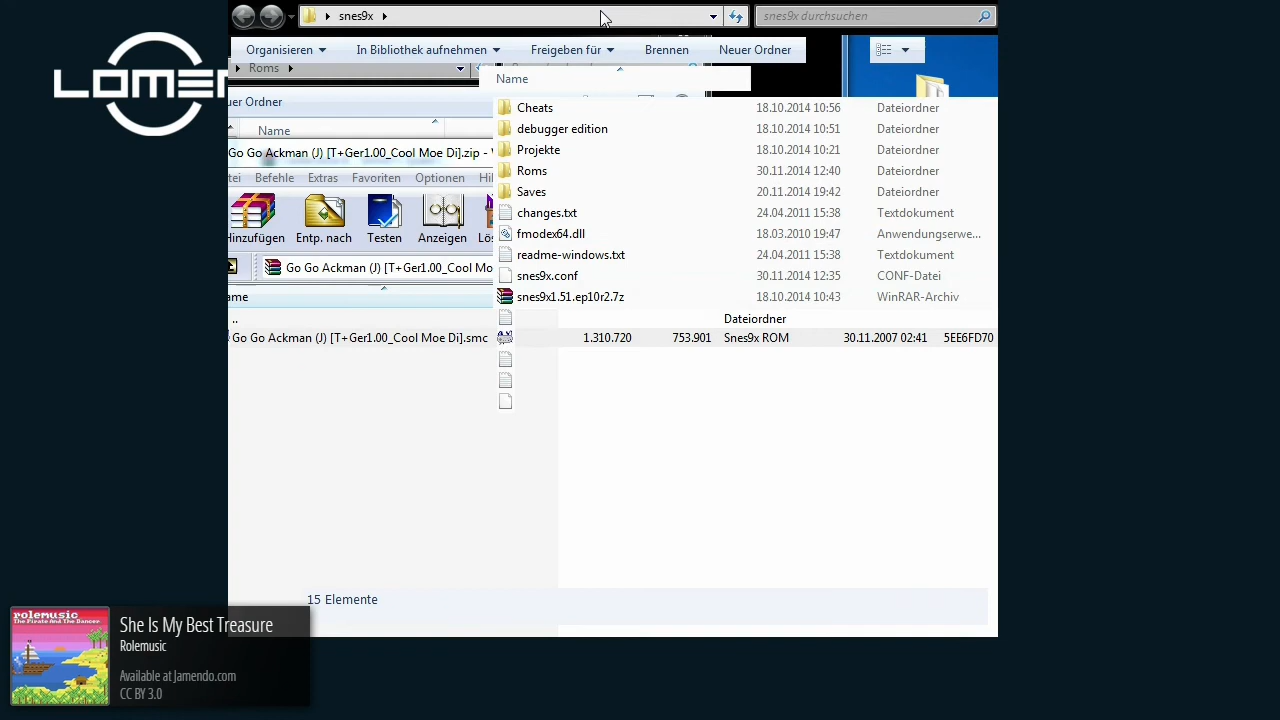 snes9x
snes9x durchsuchen
Organisieren
In Bibliothek aufnehmen
Freigeben für
Brennen
Neuer Ordner
Roms
Name
LOMEN
uer Ordner
Name
Go Go Ackman (J) [T+Ger1.00_Cool Moe Di].zip -
tei Befehle Extras Favoriten Optionen Hil
Hinzufügen Entp. nach Testen Anzeigen Lös
Go Go Ackman (J) [T+Ger1.00_Cool Mo
ame
..
Go Go Ackman (J) [T+Ger1.00_Cool Moe Di].smc
Cheats 18.10.2014 10:56 Dateiordner
debugger edition 18.10.2014 10:51 Dateiordner
Projekte 18.10.2014 10:21 Dateiordner
Roms 30.11.2014 12:40 Dateiordner
Saves 20.11.2014 19:42 Dateiordner
changes.txt 24.04.2011 15:38 Textdokument
fmodex64.dll 18.03.2010 19:47 Anwendungserwe...
readme-windows.txt 24.04.2011 15:38 Textdokument
snes9x.conf 30.11.2014 12:35 CONF-Datei
snes9x1.51.ep10r2.7z 18.10.2014 10:43 WinRAR-Archiv
Dateiordner
1.310.720 753.901 Snes9x ROM 30.11.2007 02:41 5EE6FD70
15 Elemente
rolemusic
The Pirate And The Dancer
She Is My Best Treasure
Rolemusic
Available at Jamendo.com
CC BY 3.0